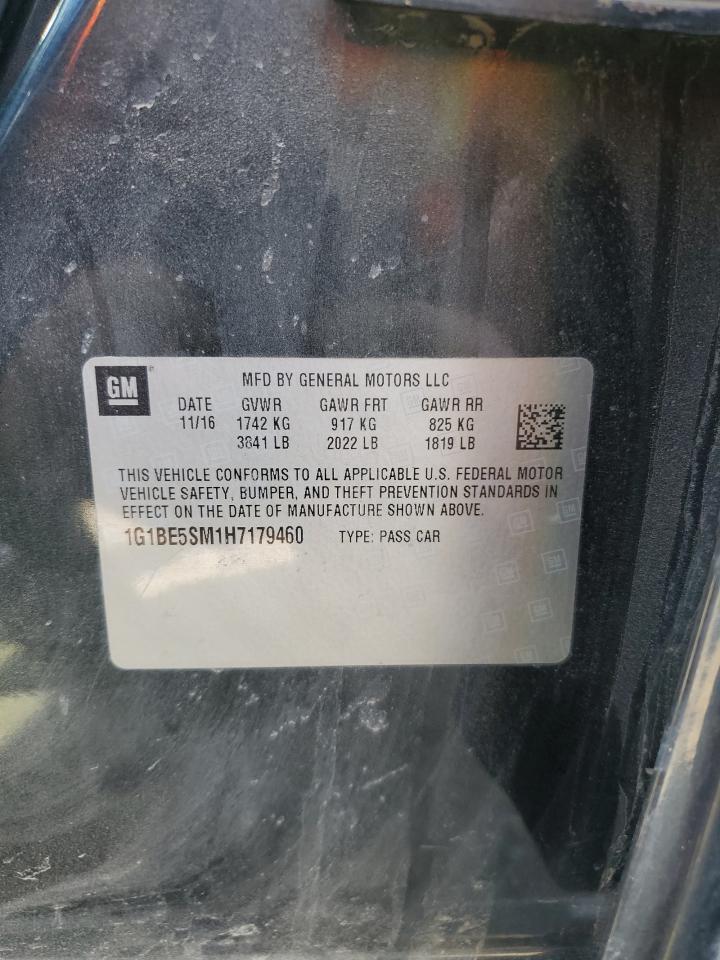 GM
MFD BY GENERAL MOTORS LLC
DATE GVWR GAWR FRT GAWR RR
11/16 1742 KG 917 KG 825 KG
3841 LB 2022 LB 1819 LB
THIS VEHICLE CONFORMS TO ALL APPLICABLE U.S. FEDERAL MOTOR
VEHICLE SAFETY, BUMPER, AND THEFT PREVENTION STANDARDS IN
EFFECT ON THE DATE OF MANUFACTURE SHOWN ABOVE.
1G1BE5SM1H7179460 TYPE: PASS CAR